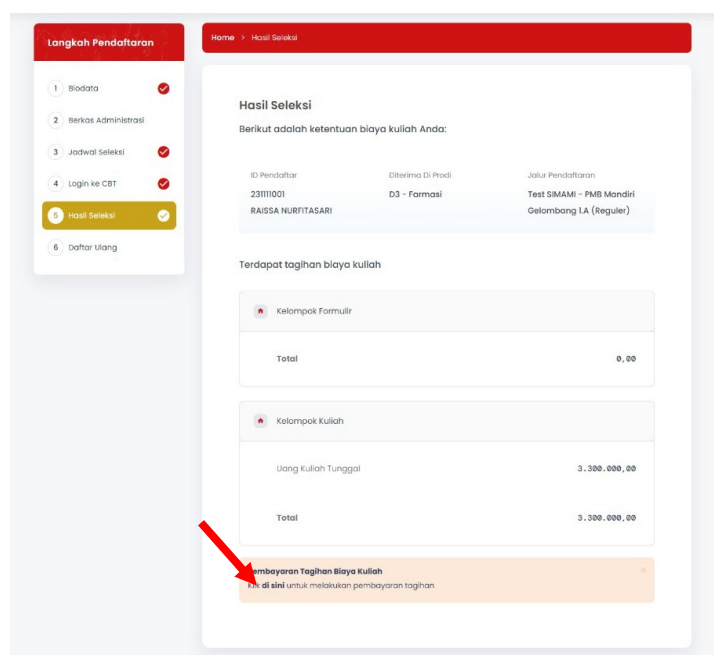 Langkah Pendaftaran
1 Biodata
2 Berkas Administrasi
3 Jadwal Seleksi
4 Login ke CBT
5 Hasil Seleksi
6 Daftar Ulang
Home > Hasil Seleksi
Hasil Seleksi
Berikut adalah ketentuan biaya kuliah Anda:
ID Pendaftar Diterima Di Prodi Jalur Pendaftaran
231111001 D3 - Farmasi Test SIMAMI - PMB Mandiri
RAISSA NURFITASARI Gelombang 1.A (Reguler)
Terdapat tagihan biaya kuliah
Kelompok Formulir
Total 0,00
Kelompok Kuliah
Uang Kuliah Tunggal 3.300.000,00
Total 3.300.000,00
Pembayaran Tagihan Biaya Kuliah
Klik di sini untuk melakukan pembayaran tagihan